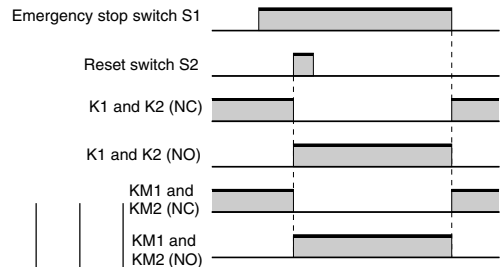 Emergency stop switch S1
Reset switch S2
K1 and K2 (NC)
K1 and K2 (NO)
KM1 and
KM2 (NC)
KM1 and
KM2 (NO)